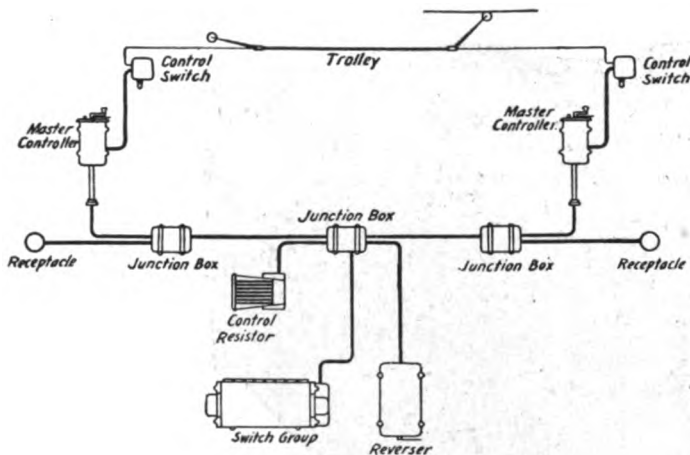 Trolley
Control
Switch
Control
Switch
Master
Controller
Master
Controller
Junction Box
Receptacle
Junction Box
Junction Box
Receptacle
Control
Resistor
Switch Group
Reverser